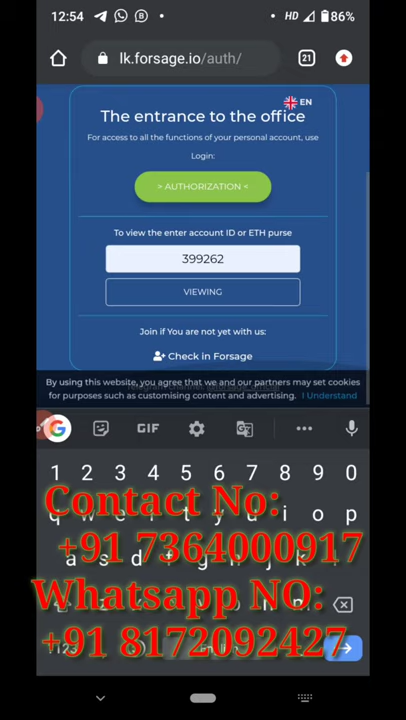 12:54
HD
86%
lk.forsage.io/auth/
21
EN
The entrance to the office
For access to all the functions of your personal account, use
Login:
> AUTHORIZATION <
To view the enter account ID or ETH purse
399262
VIEWING
Join if You are not yet with us:
Check in Forsage
By using this website, you agree that we and our partners may set cookies
for purposes such as customising content and advertising. I Understand
G
GIF
1 2 3 4 5 6 7 8 9 0
Contact No:
q w e r t y u i o p
+91 7364000917
a s d f g h j k l
Whatsapp NO:
+91 8172092427
?123
English